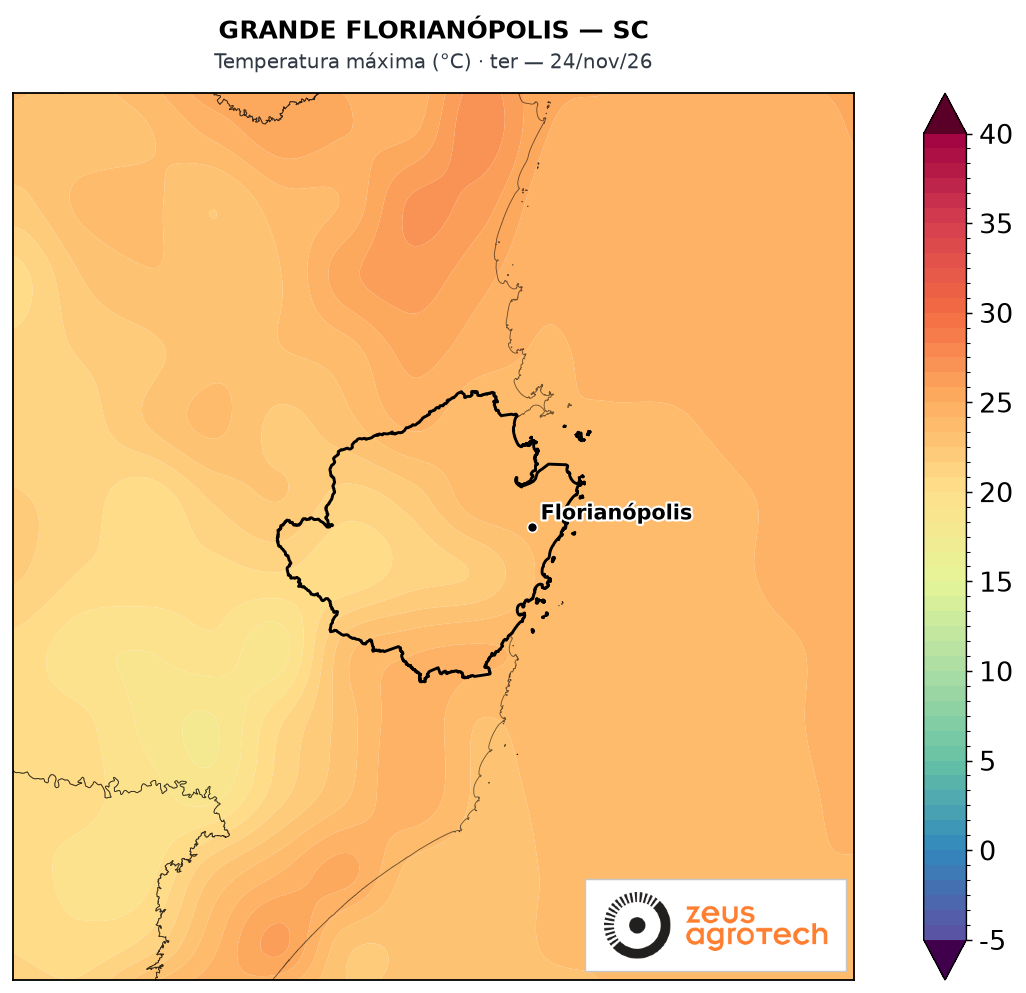 GRANDE FLORIANÓPOLIS — SC
Temperatura máxima (°C) · ter — 24/nov/26
40
35
30
25
20
15
10
5
0
-5
Florianópolis
zeus
agrotech